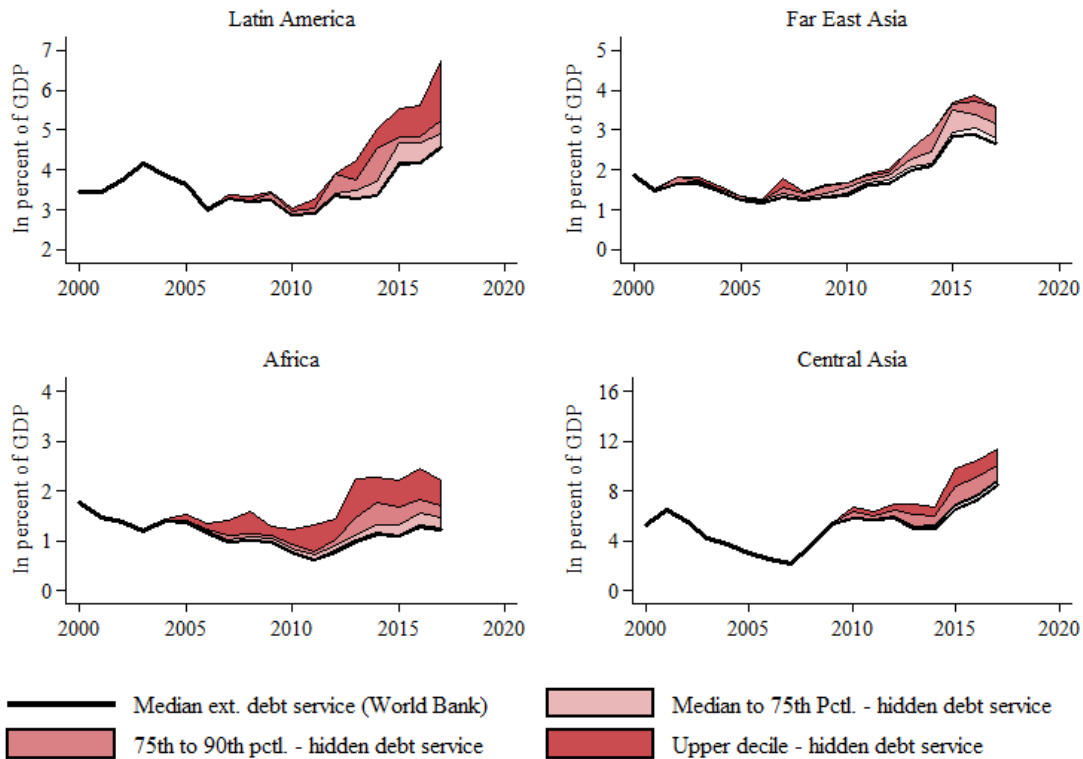 Latin America
In percent of GDP
7
6
5
4
3
2
2000 2005 2010 2015 2020
Far East Asia
In percent of GDP
5
4
3
2
1
0
2000 2005 2010 2015 2020
Africa
In percent of GDP
4
3
2
1
0
2000 2005 2010 2015 2020
Central Asia
In percent of GDP
16
12
8
4
0
2000 2005 2010 2015 2020
Median ext. debt service (World Bank)
Median to 75th Pctl. - hidden debt service
75th to 90th pctl. - hidden debt service
Upper decile - hidden debt service